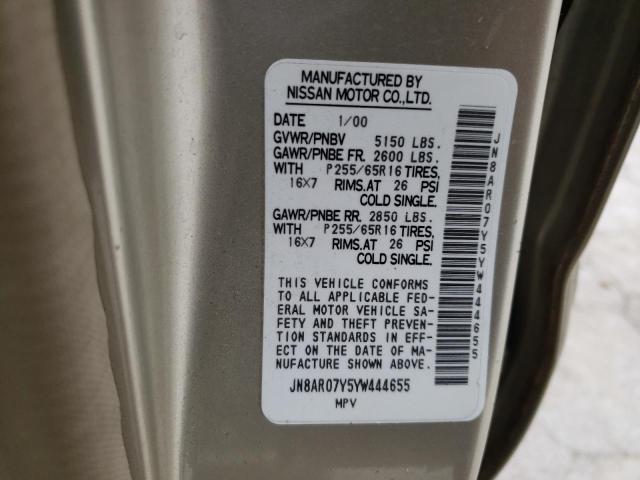 MANUFACTURED BY
NISSAN MOTOR CO.,LTD.
DATE 1/00
GVWR/PNBV 5150 LBS.
GAWR/PNBE FR. 2600 LBS.
WITH P255/65R16 TIRES,
16X7 RIMS.AT 26 PSI
COLD SINGLE.
GAWR/PNBE RR. 2850 LBS.
WITH P255/65R16 TIRES,
16X7 RIMS.AT 26 PSI
COLD SINGLE.
THIS VEHICLE CONFORMS
TO ALL APPLICABLE FED-
ERAL MOTOR VEHICLE SA-
FETY AND THEFT PREVEN-
TION STANDARDS IN EFF-
ECT ON THE DATE OF MA-
NUFACTURE SHOWN ABOVE.
JN8AR07Y5YW444655
MPV
JN8AR07Y5YW444655